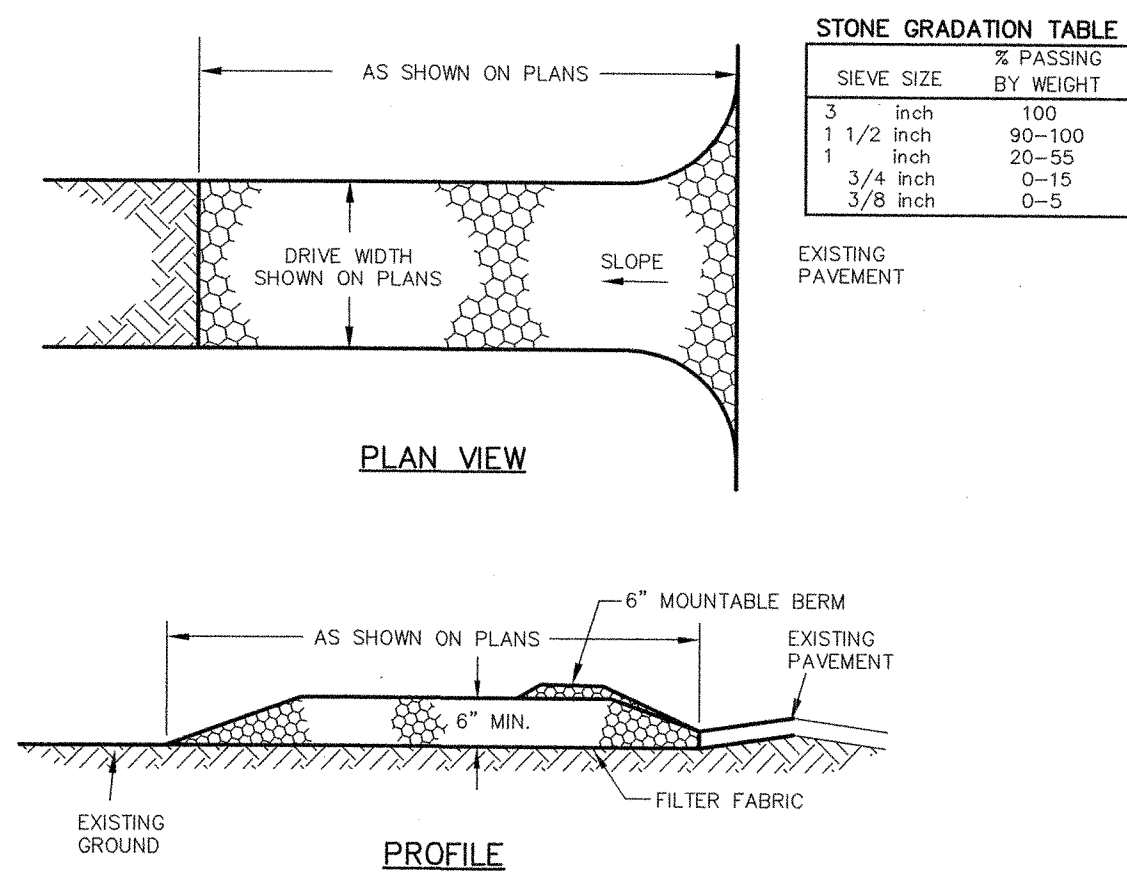 STONE GRADATION TABLE
SIEVE SIZE % PASSING BY WEIGHT
3 inch 100
1 1/2 inch 90–100
1 inch 20–55
3/4 inch 0–15
3/8 inch 0–5
AS SHOWN ON PLANS
DRIVE WIDTH
SHOWN ON PLANS
SLOPE
EXISTING
PAVEMENT
PLAN VIEW
6" MOUNTABLE BERM
AS SHOWN ON PLANS
EXISTING
PAVEMENT
6" MIN.
FILTER FABRIC
EXISTING
GROUND
PROFILE